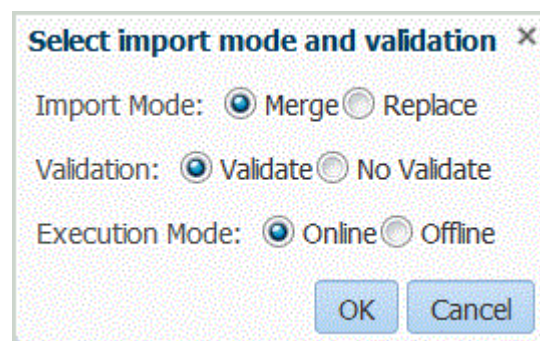 Select import mode and validation ×
Import Mode: Merge Replace
Validation: Validate No Validate
Execution Mode: Online Offline
OK Cancel